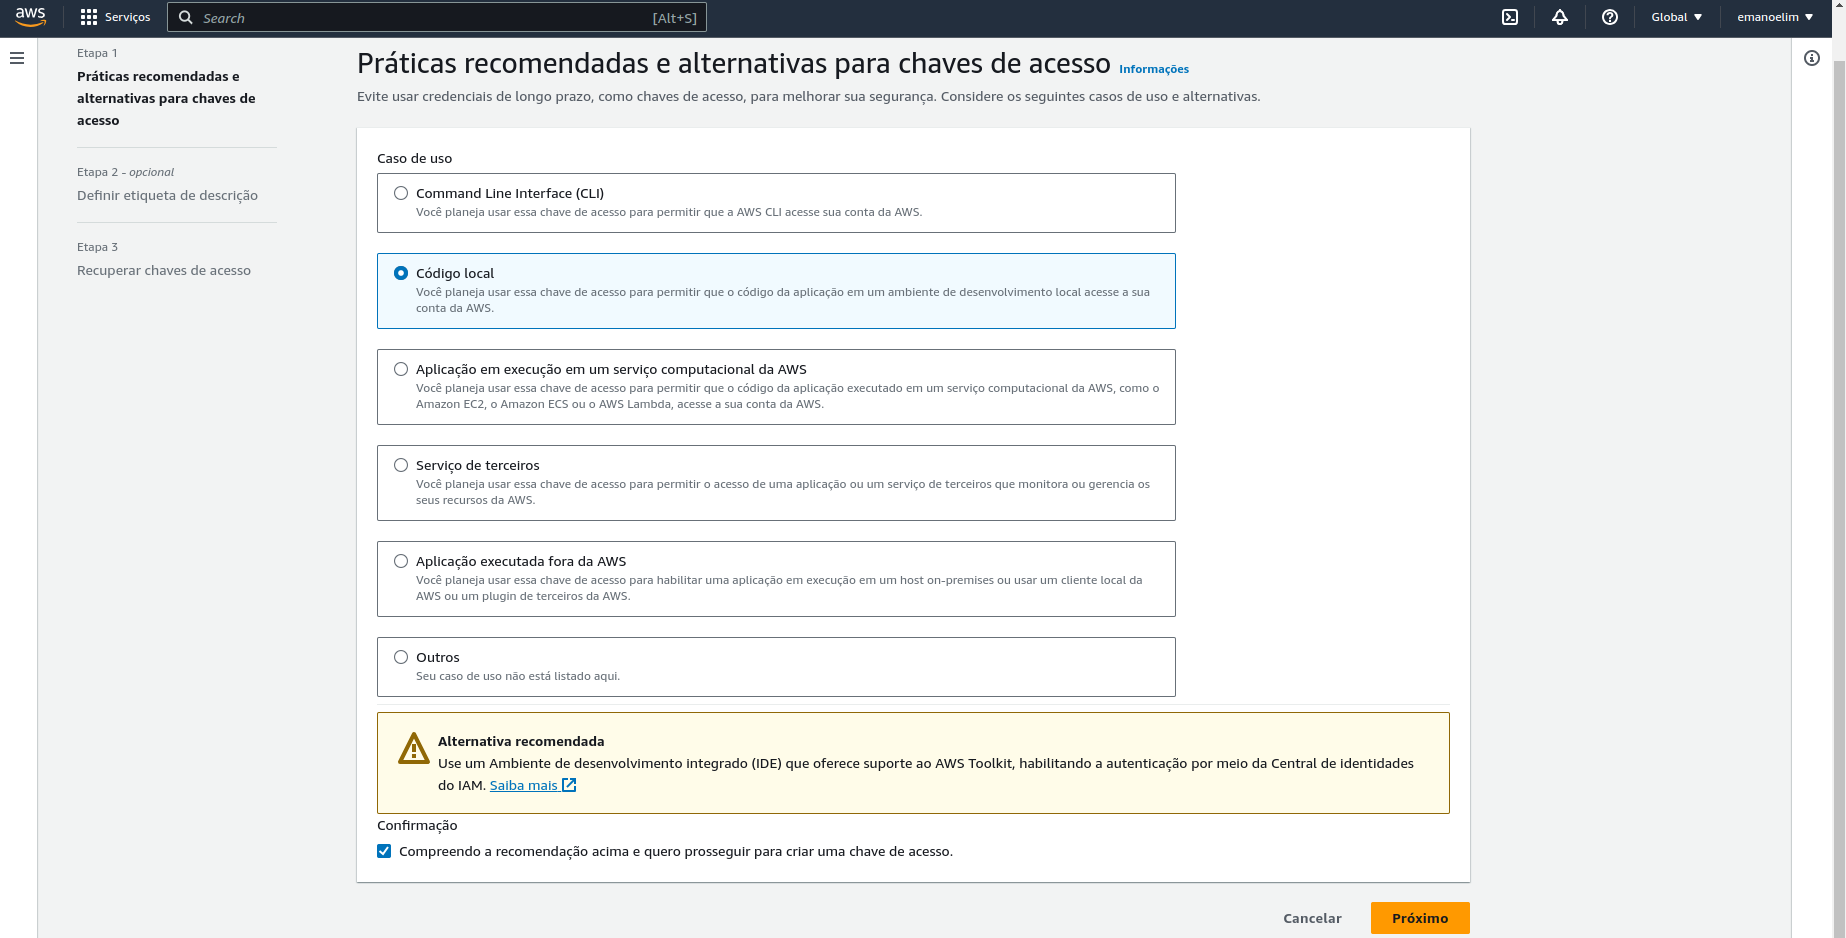 aws
Serviços
Search
[Alt+S]
Global
emanoelim
Etapa 1
Práticas recomendadas e
alternativas para chaves de
acesso
Etapa 2 - opcional
Definir etiqueta de descrição
Etapa 3
Recuperar chaves de acesso
Práticas recomendadas e alternativas para chaves de acesso Informações
Evite usar credenciais de longo prazo, como chaves de acesso, para melhorar sua segurança. Considere os seguintes casos de uso e alternativas.
Caso de uso
Command Line Interface (CLI)
Você planeja usar essa chave de acesso para permitir que a AWS CLI acesse sua conta da AWS.
Código local
Você planeja usar essa chave de acesso para permitir que o código da aplicação em um ambiente de desenvolvimento local acesse a sua
conta da AWS.
Aplicação em execução em um serviço computacional da AWS
Você planeja usar essa chave de acesso para permitir que o código da aplicação executado em um serviço computacional da AWS, como o
Amazon EC2, o Amazon ECS ou o AWS Lambda, acesse a sua conta da AWS.
Serviço de terceiros
Você planeja usar essa chave de acesso para permitir o acesso de uma aplicação ou um serviço de terceiros que monitora ou gerencia os
seus recursos da AWS.
Aplicação executada fora da AWS
Você planeja usar essa chave de acesso para habilitar uma aplicação em execução em um host on-premises ou usar um cliente local da
AWS ou um plugin de terceiros da AWS.
Outros
Seu caso de uso não está listado aqui.
Alternativa recomendada
Use um Ambiente de desenvolvimento integrado (IDE) que oferece suporte ao AWS Toolkit, habilitando a autenticação por meio da Central de identidades
do IAM. Saiba mais
Confirmação
Compreendo a recomendação acima e quero prosseguir para criar uma chave de acesso.
Cancelar
Próximo